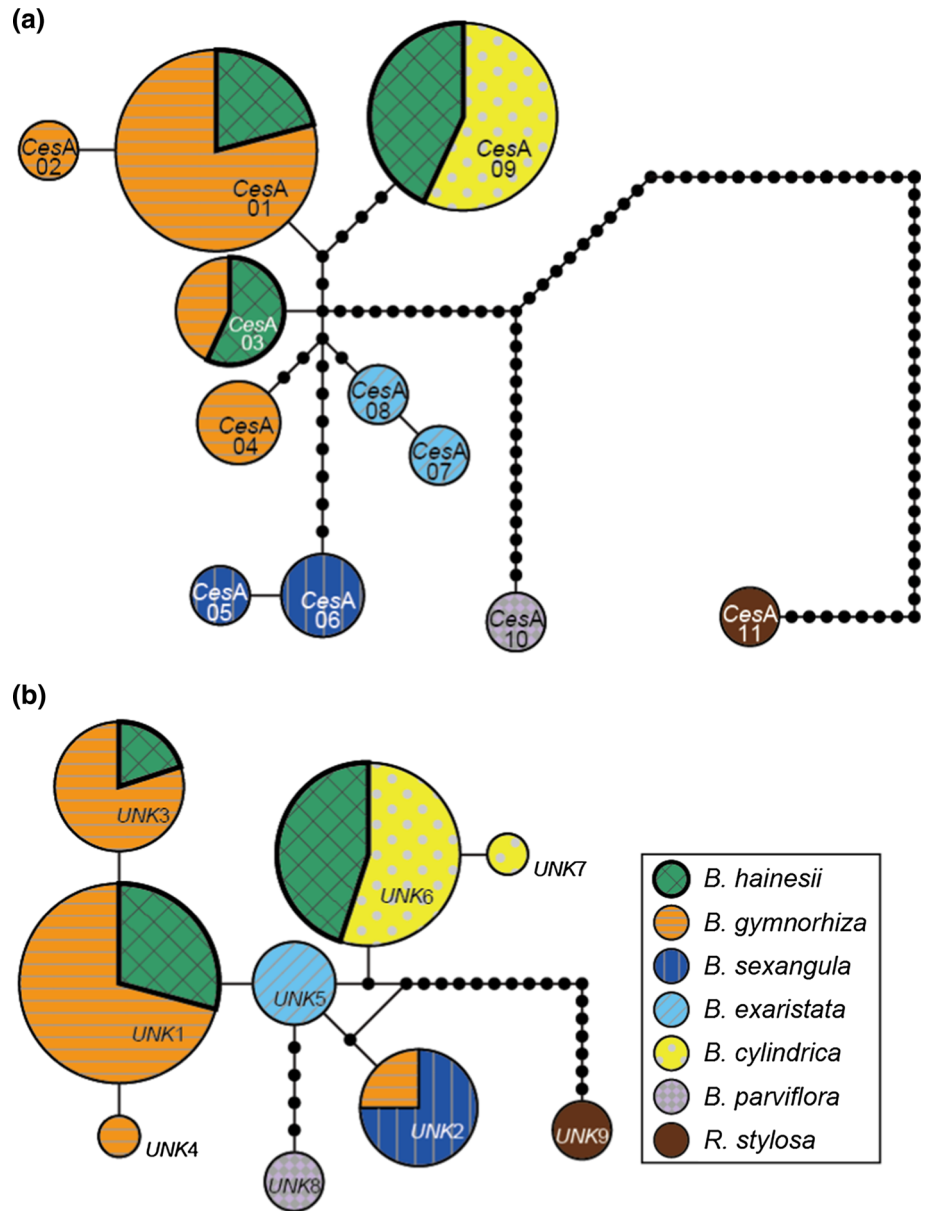 (a)
CesA
02
CesA
01
CesA
09
CesA
03
CesA
04
CesA
08
CesA
07
CesA
05
CesA
06
CesA
10
CesA
11
(b)
UNK3
UNK6
UNK7
UNK5
UNK1
UNK2
UNK4
UNK8
UNK9
B. hainesii
B. gymnorhiza
B. sexangula
B. exaristata
B. cylindrica
B. parviflora
R. stylosa